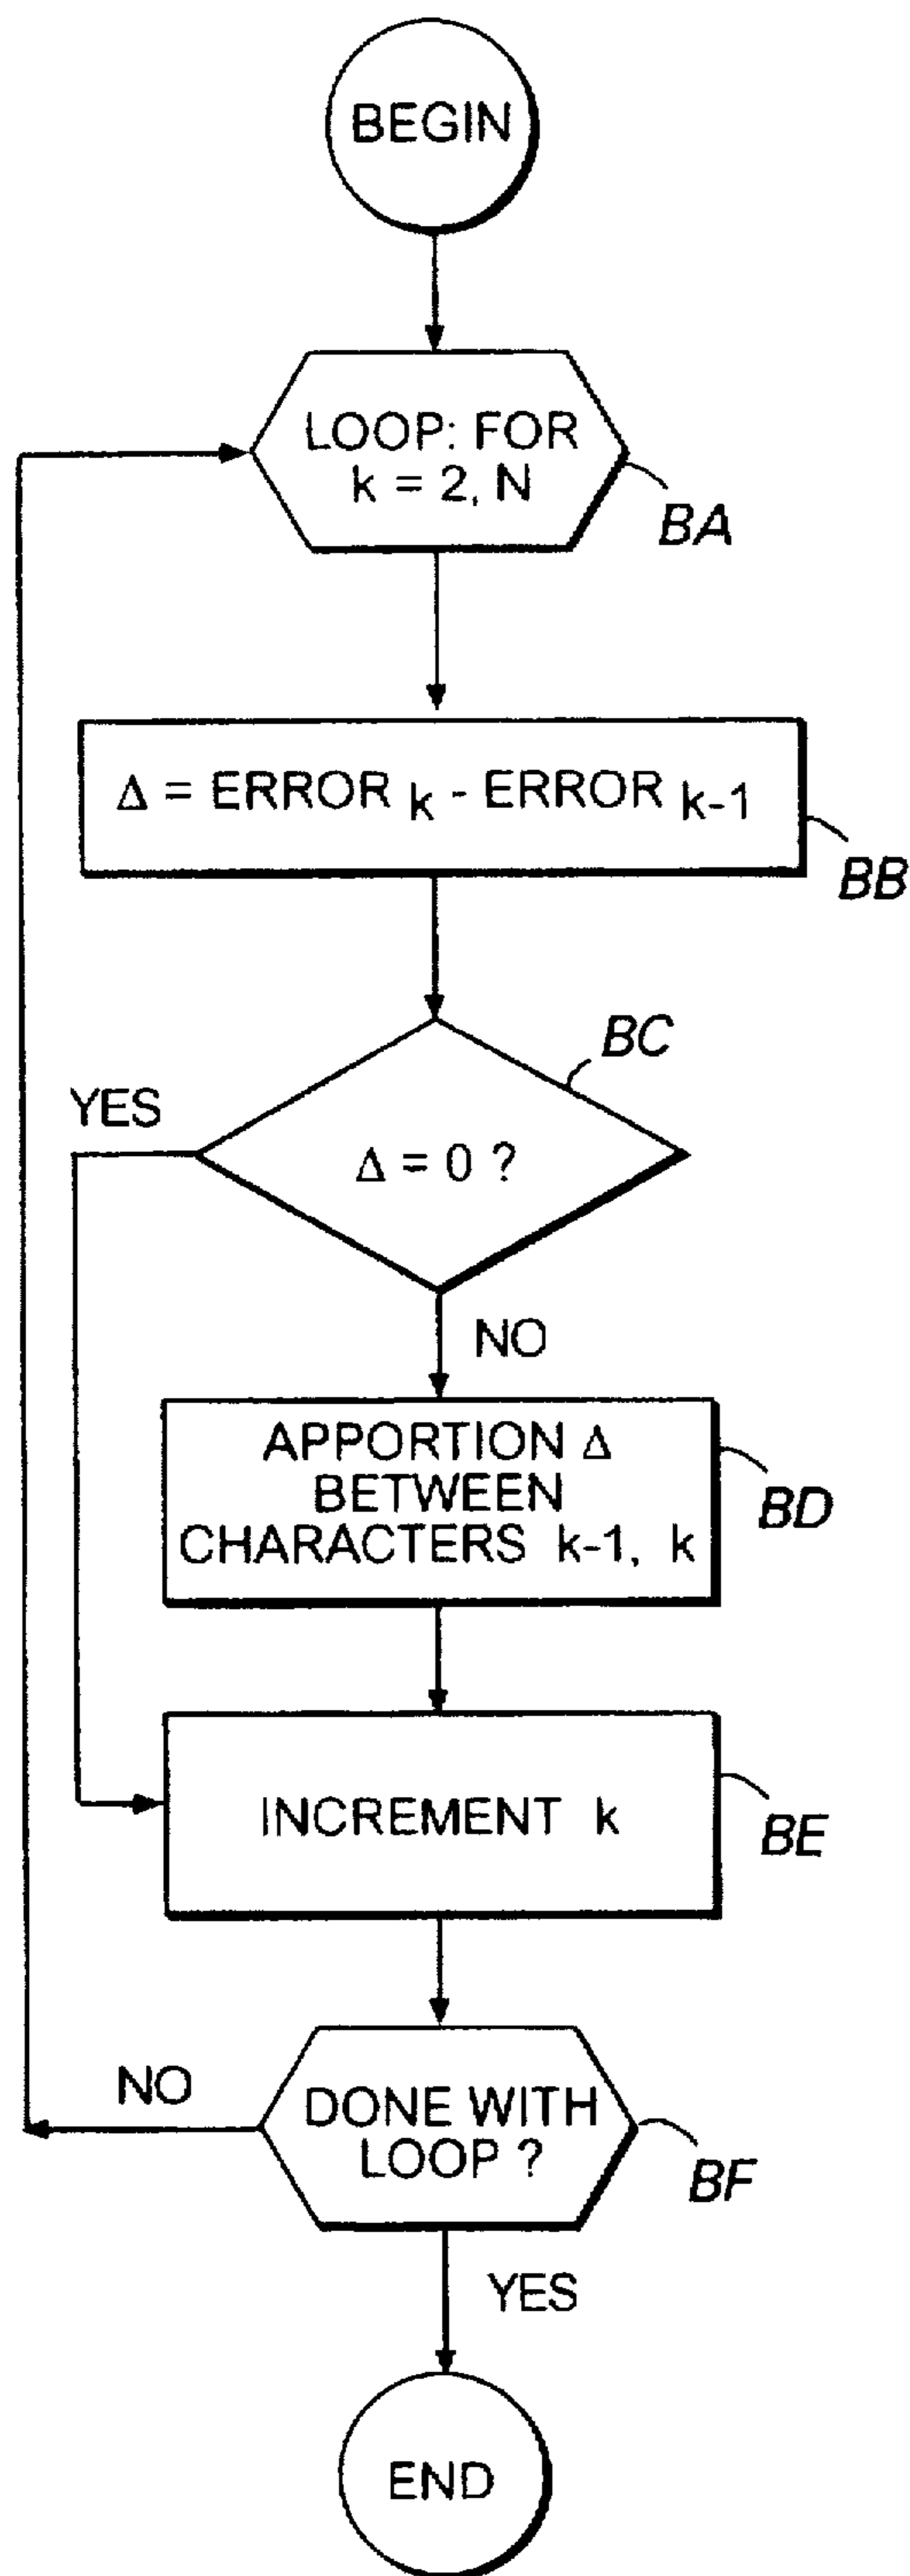 BEGIN
LOOP: FOR
k = 2, N
BA
Δ = ERROR k - ERROR k-1
BB
BC
YES
Δ = 0 ?
NO
APPORTION Δ
BETWEEN
CHARACTERS k-1, k
BD
INCREMENT k
BE
NO
DONE WITH
LOOP ?
BF
YES
END